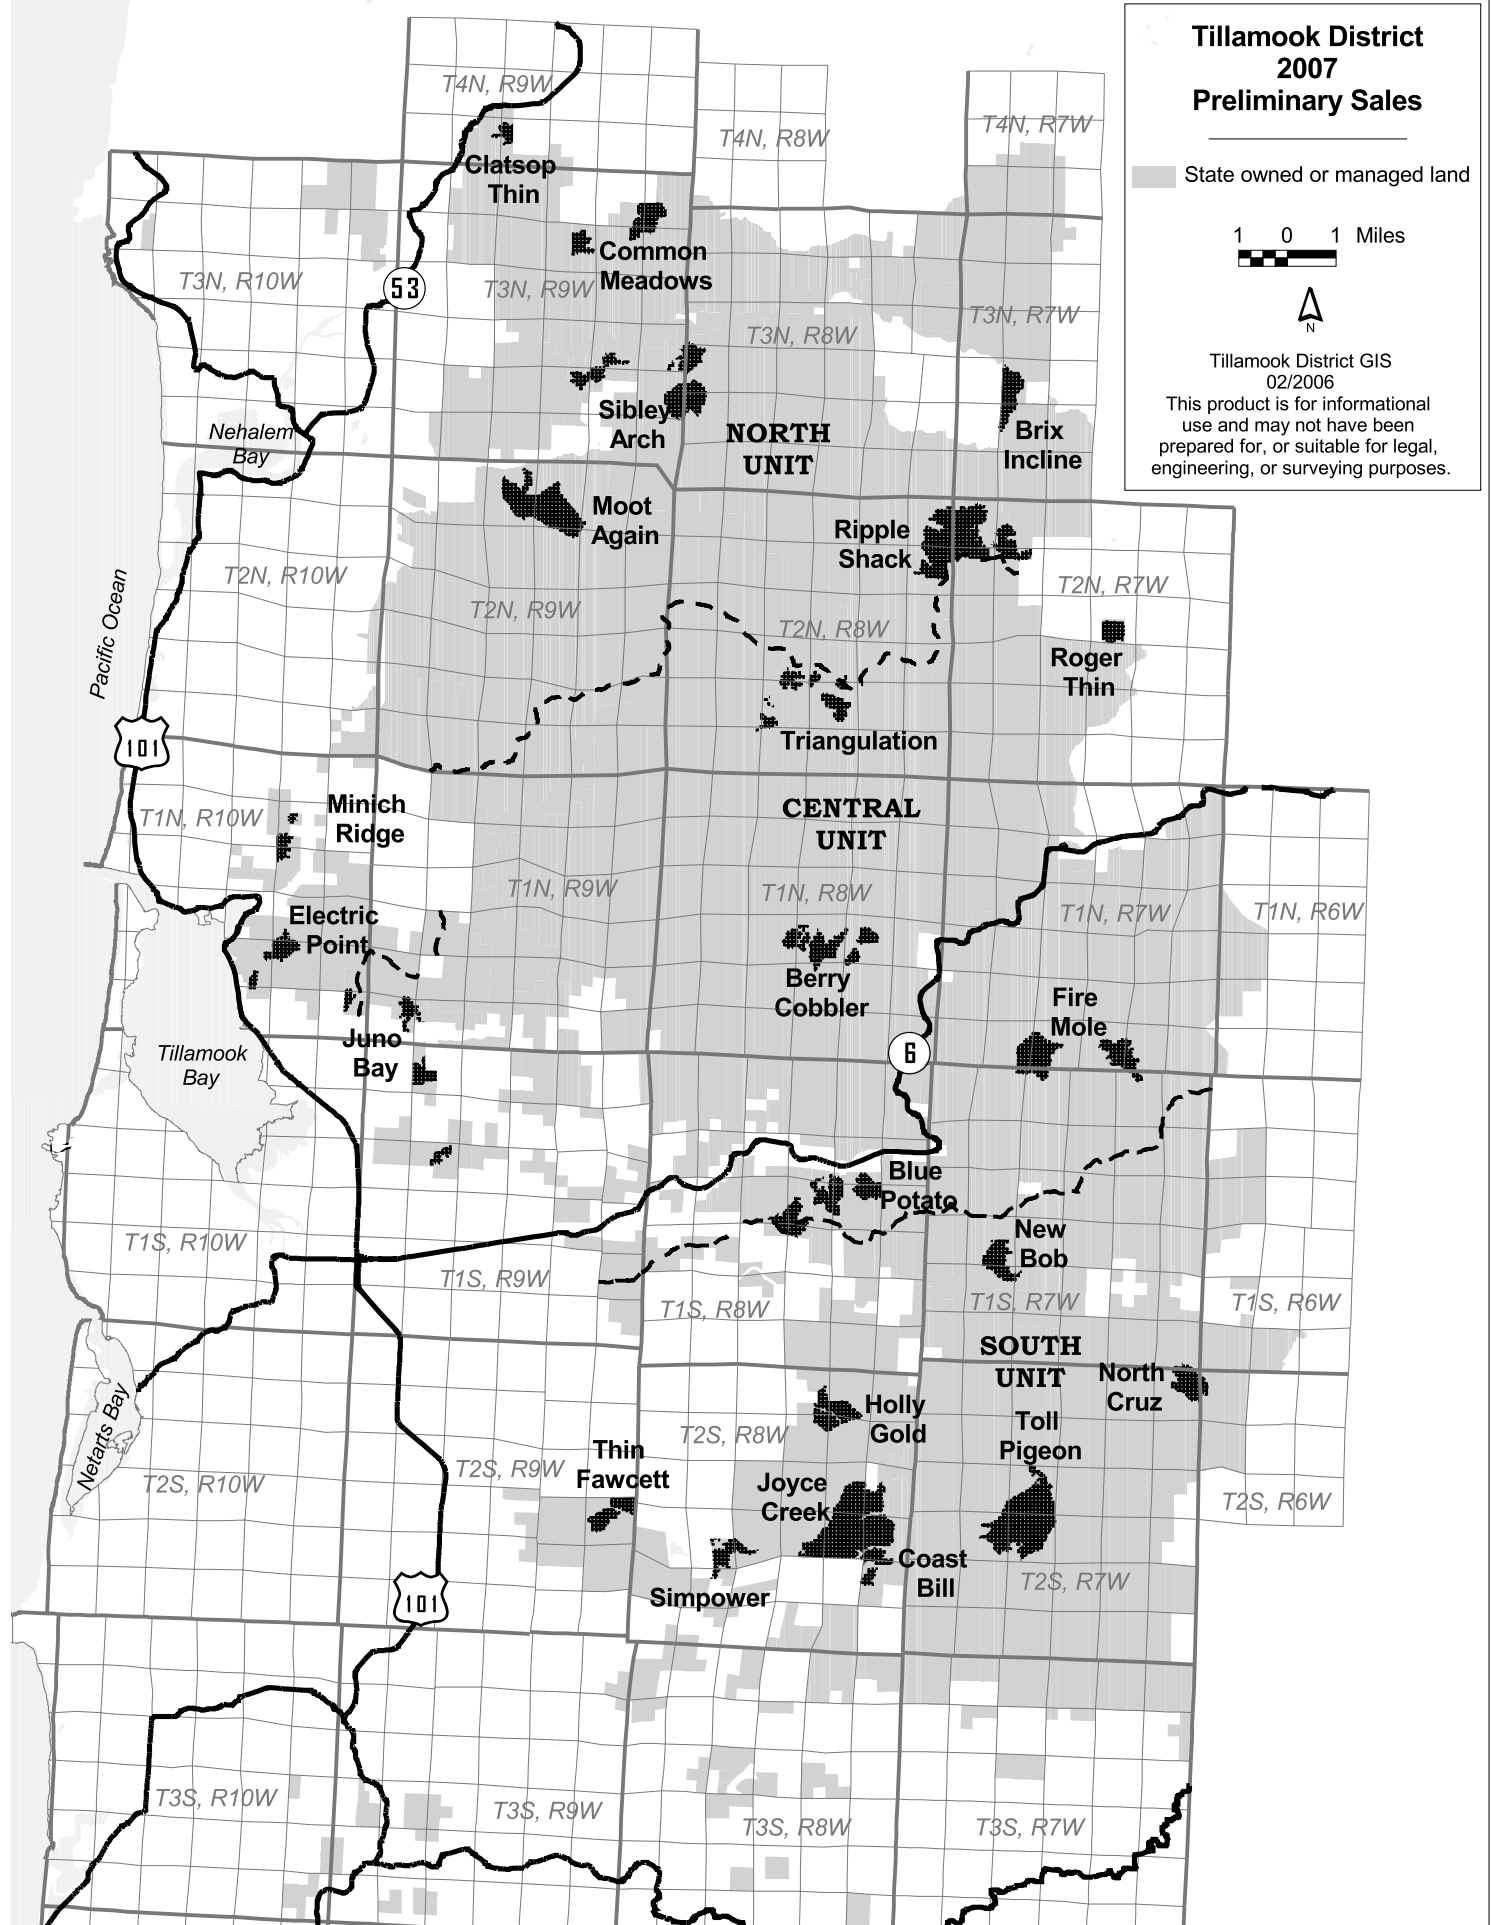 Tillamook District
2007
Preliminary Sales
State owned or managed land
1 0 1 Miles
N
Tillamook District GIS
02/2006
This product is for informational
use and may not have been
prepared for, or suitable for legal,
engineering, or surveying purposes.
T4N, R9W
T4N, R8W
T4N, R7W
Clatsop
Thin
Common
Meadows
T3N, R10W
53
T3N, R9W
T3N, R8W
T3N, R7W
Sibley
Arch
NORTH
UNIT
Brix
Incline
Nehalem
Bay
Moot
Again
Ripple
Shack
Pacific Ocean
T2N, R10W
T2N, R9W
T2N, R8W
T2N, R7W
Roger
Thin
Triangulation
101
Minich
Ridge
T1N, R10W
CENTRAL
UNIT
T1N, R9W
T1N, R8W
T1N, R7W
T1N, R6W
Electric
Point
Berry
Cobbler
Fire
Mole
Juno
Bay
6
Tillamook
Bay
Blue
Potato
New
Bob
T1S, R10W
T1S, R9W
T1S, R8W
T1S, R7W
T1S, R6W
SOUTH
UNIT
North
Cruz
Netarts Bay
Holly
Gold
Toll
Pigeon
T2S, R10W
T2S, R9W
T2S, R8W
Thin
Fawcett
Joyce
Creek
T2S, R6W
Coast
Bill
T2S, R7W
Simpower
101
T3S, R10W
T3S, R9W
T3S, R8W
T3S, R7W